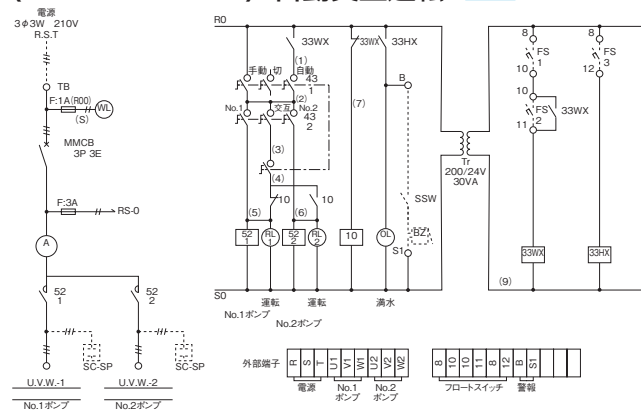 電源
3φ3W 210V
R.S.T
TB
F:1A(R00)
(S)
WL
MMCB
3P 3E
F:3A
RS-0
A
52
1
52
2
SC-SP
SC-SP
U.V.W.-1
U.V.W.-2
No.1ポンプ
No.2ポンプ
R0
33WX
33WX
33HX
(1)
手動 切 自動
43
1
(2)
No.1 交互 No.2
43
2
(3)
(4)
(7)
10
10
(5)
(6)
52
1
RL
1
52
2
RL
2
10
OL
B
SSW
BZ
S1
S0
運転
運転
満水
No.1ポンプ
No.2ポンプ
Tr
200/24V
30VA
8
FS
1
10
10
FS
2
11
33WX
8
FS
3
12
33WX
33HX
(9)
外部端子
R S T U1 V1 W1 U2 V2 W2
8 10 10 11 8 12 B S1
電源
No.1
ポンプ
No.2
ポンプ
フロートスイッチ
警報